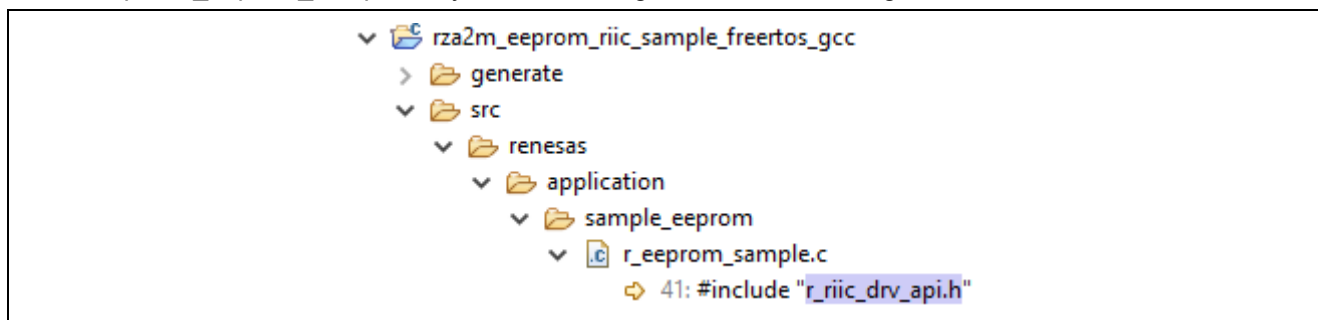 rza2m_eeprom_riic_sample_freertos_gcc
generate
src
renesas
application
sample_eeprom
.c r_eeprom_sample.c
41: #include "r_riic_drv_api.h"